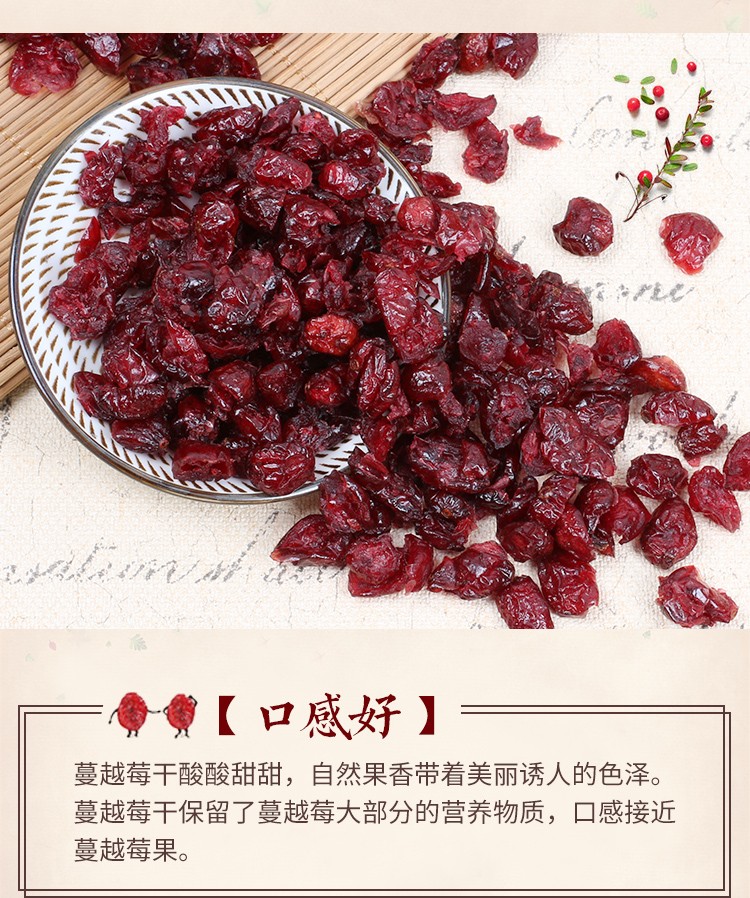 【 口感好 】
蔓越莓干酸酸甜甜，自然果香带着美丽诱人的色泽。
蔓越莓干保留了蔓越莓大部分的营养物质，口感接近
蔓越莓果。